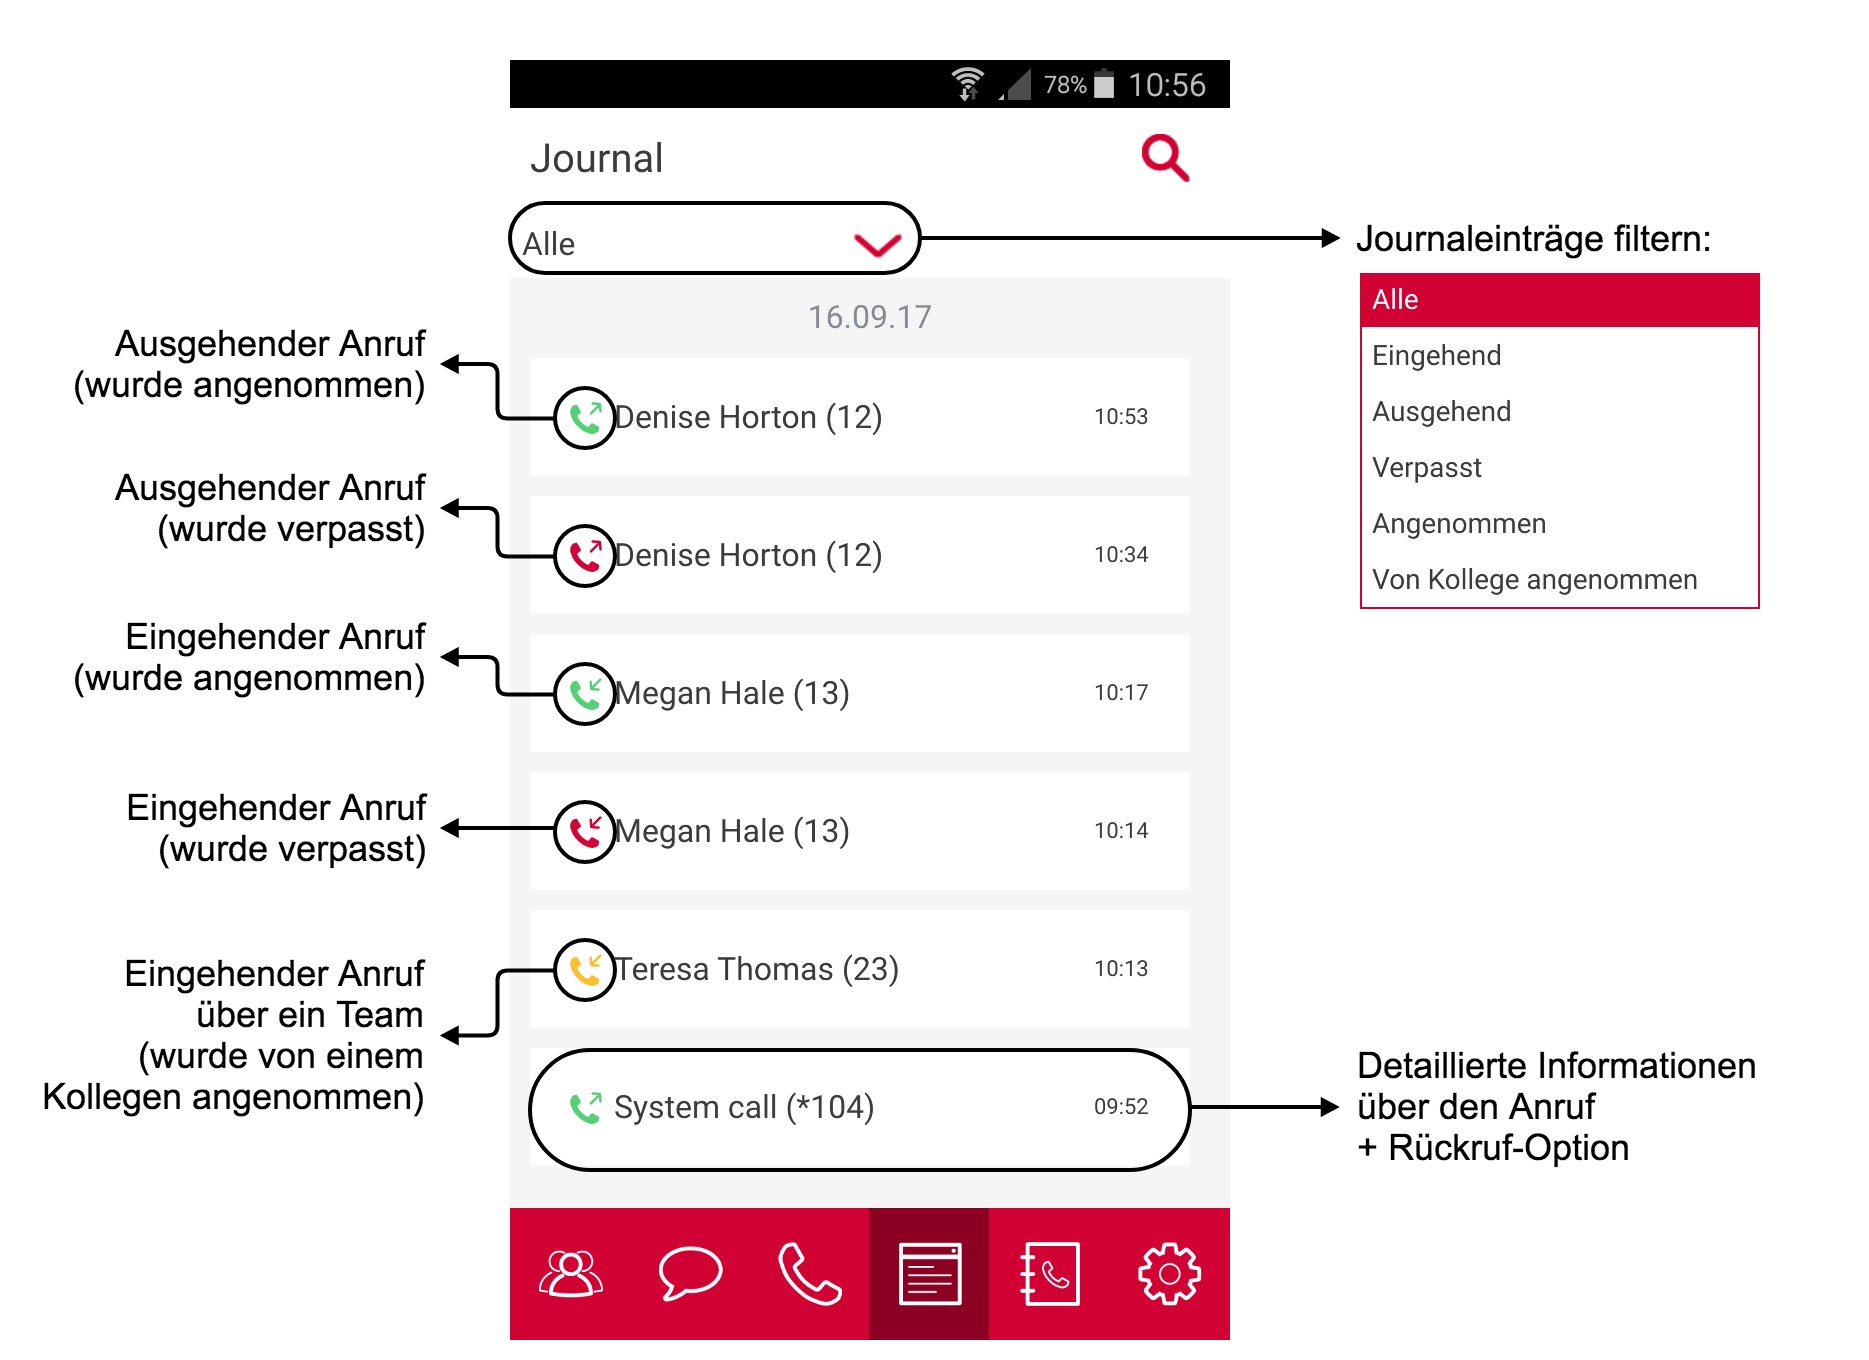 78% 10:56
Journal
Alle
Journaleinträge filtern:
Alle
Eingehend
Ausgehend
Verpasst
Angenommen
Von Kollege angenommen
16.09.17
Ausgehender Anruf
(wurde angenommen)
Denise Horton (12) 10:53
Ausgehender Anruf
(wurde verpasst)
Denise Horton (12) 10:34
Eingehender Anruf
(wurde angenommen)
Megan Hale (13) 10:17
Eingehender Anruf
(wurde verpasst)
Megan Hale (13) 10:14
Eingehender Anruf
über ein Team
(wurde von einem
Kollegen angenommen)
Teresa Thomas (23) 10:13
System call (*104) 09:52
Detaillierte Informationen
über den Anruf
+ Rückruf-Option